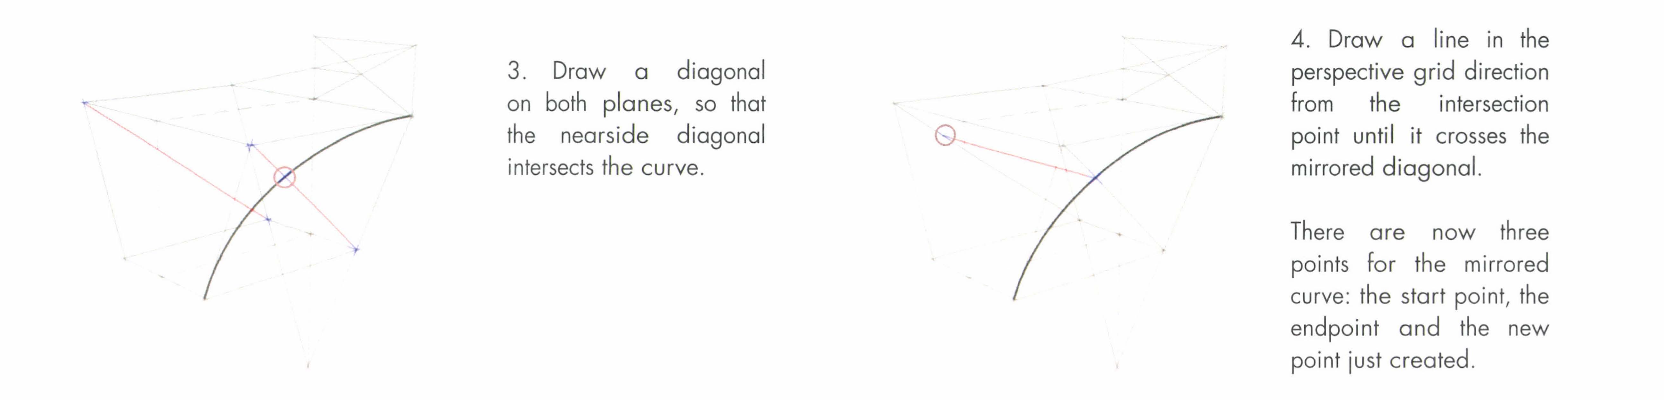 3. Draw a diagonal
on both planes, so that
the nearside diagonal
intersects the curve.
4. Draw a line in the
perspective grid direction
from the intersection
point until it crosses the
mirrored diagonal.
There are now three
points for the mirrored
curve: the start point, the
endpoint and the new
point just created.